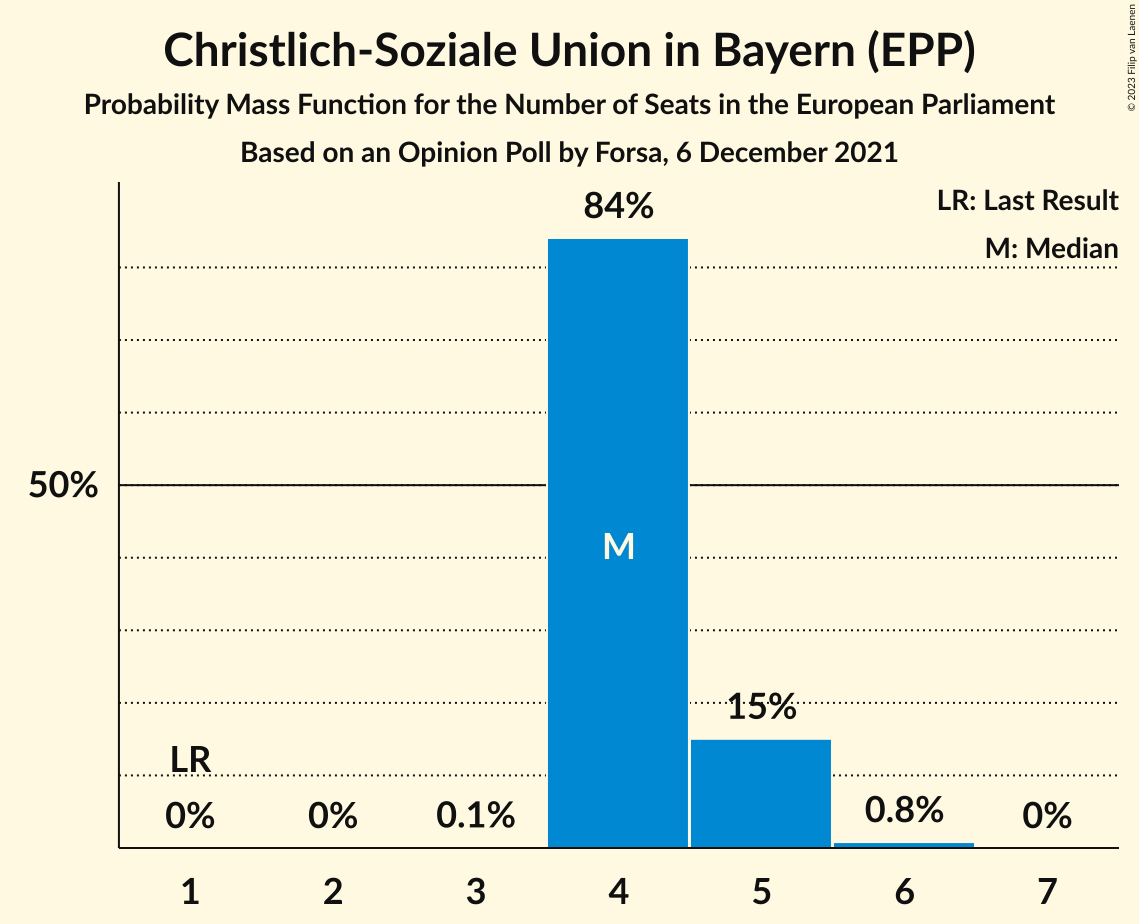 Christlich-Soziale Union in Bayern (EPP)
Probability Mass Function for the Number of Seats in the European Parliament
Based on an Opinion Poll by Forsa, 6 December 2021
© 2023 Filip van Laenen
LR: Last Result
M: Median
84%
50%
M
15%
LR
0%
0%
0.1%
0.8%
0%
1
2
3
4
5
6
7